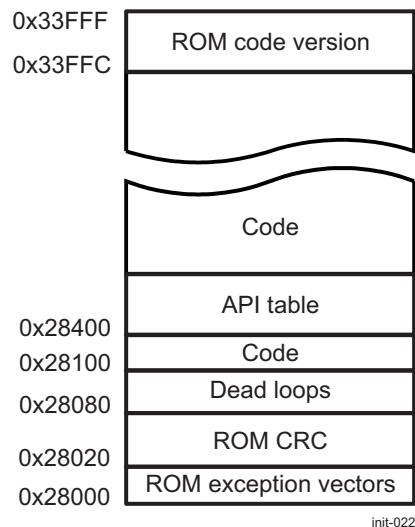 0x33FFF
ROM code version
0x33FFC
Code
API table
0x28400
Code
0x28100
Dead loops
0x28080
ROM CRC
0x28020
ROM exception vectors
0x28000
init-022